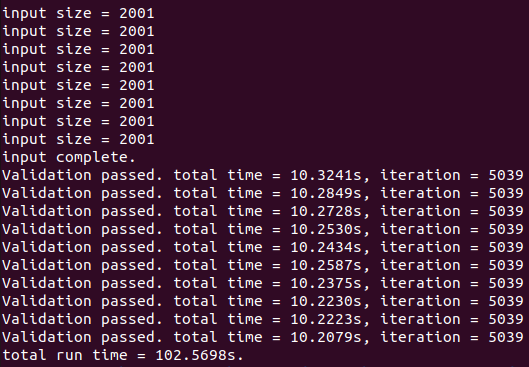 input size = 2001
input size = 2001
input size = 2001
input size = 2001
input size = 2001
input size = 2001
input size = 2001
input size = 2001
input complete.
Validation passed. total time = 10.3241s, iteration = 5039
Validation passed. total time = 10.2849s, iteration = 5039
Validation passed. total time = 10.2728s, iteration = 5039
Validation passed. total time = 10.2530s, iteration = 5039
Validation passed. total time = 10.2434s, iteration = 5039
Validation passed. total time = 10.2587s, iteration = 5039
Validation passed. total time = 10.2375s, iteration = 5039
Validation passed. total time = 10.2230s, iteration = 5039
Validation passed. total time = 10.2223s, iteration = 5039
Validation passed. total time = 10.2079s, iteration = 5039
total run time = 102.5698s.